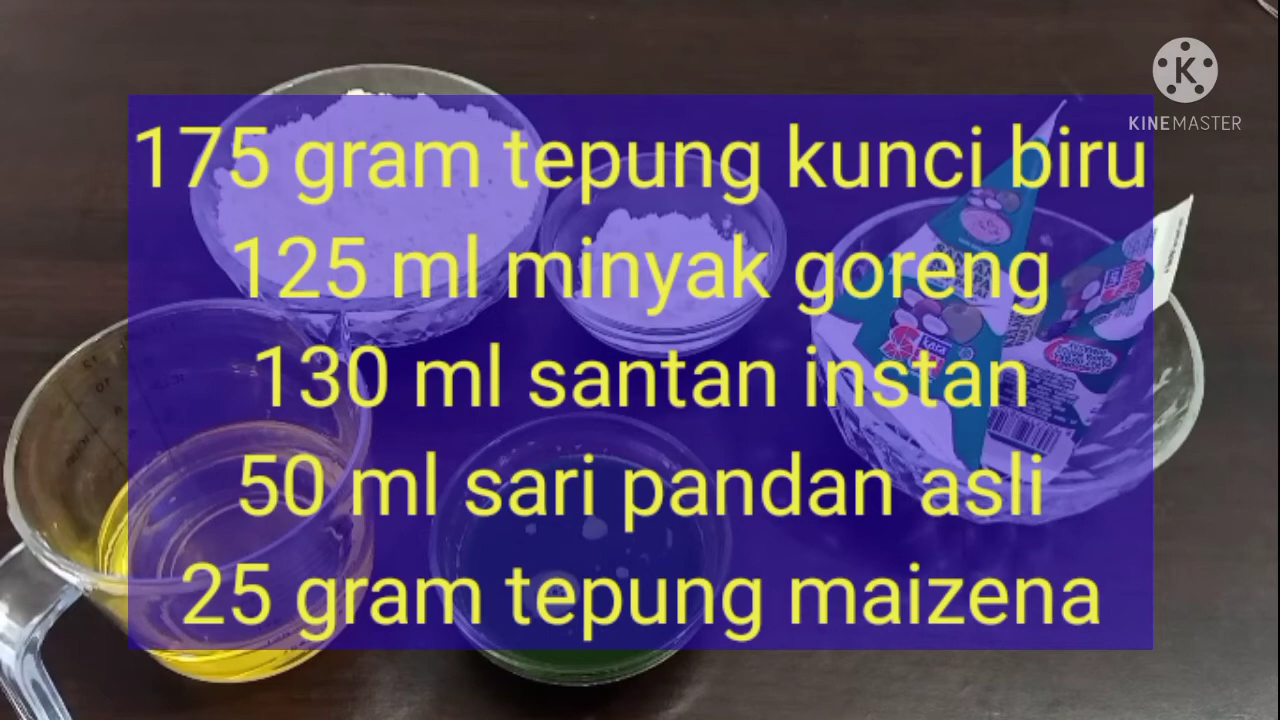 KINEMASTER
175 gram tepung kunci biru
125 ml minyak goreng
130 ml santan instan
50 ml sari pandan asli
25 gram tepung maizena